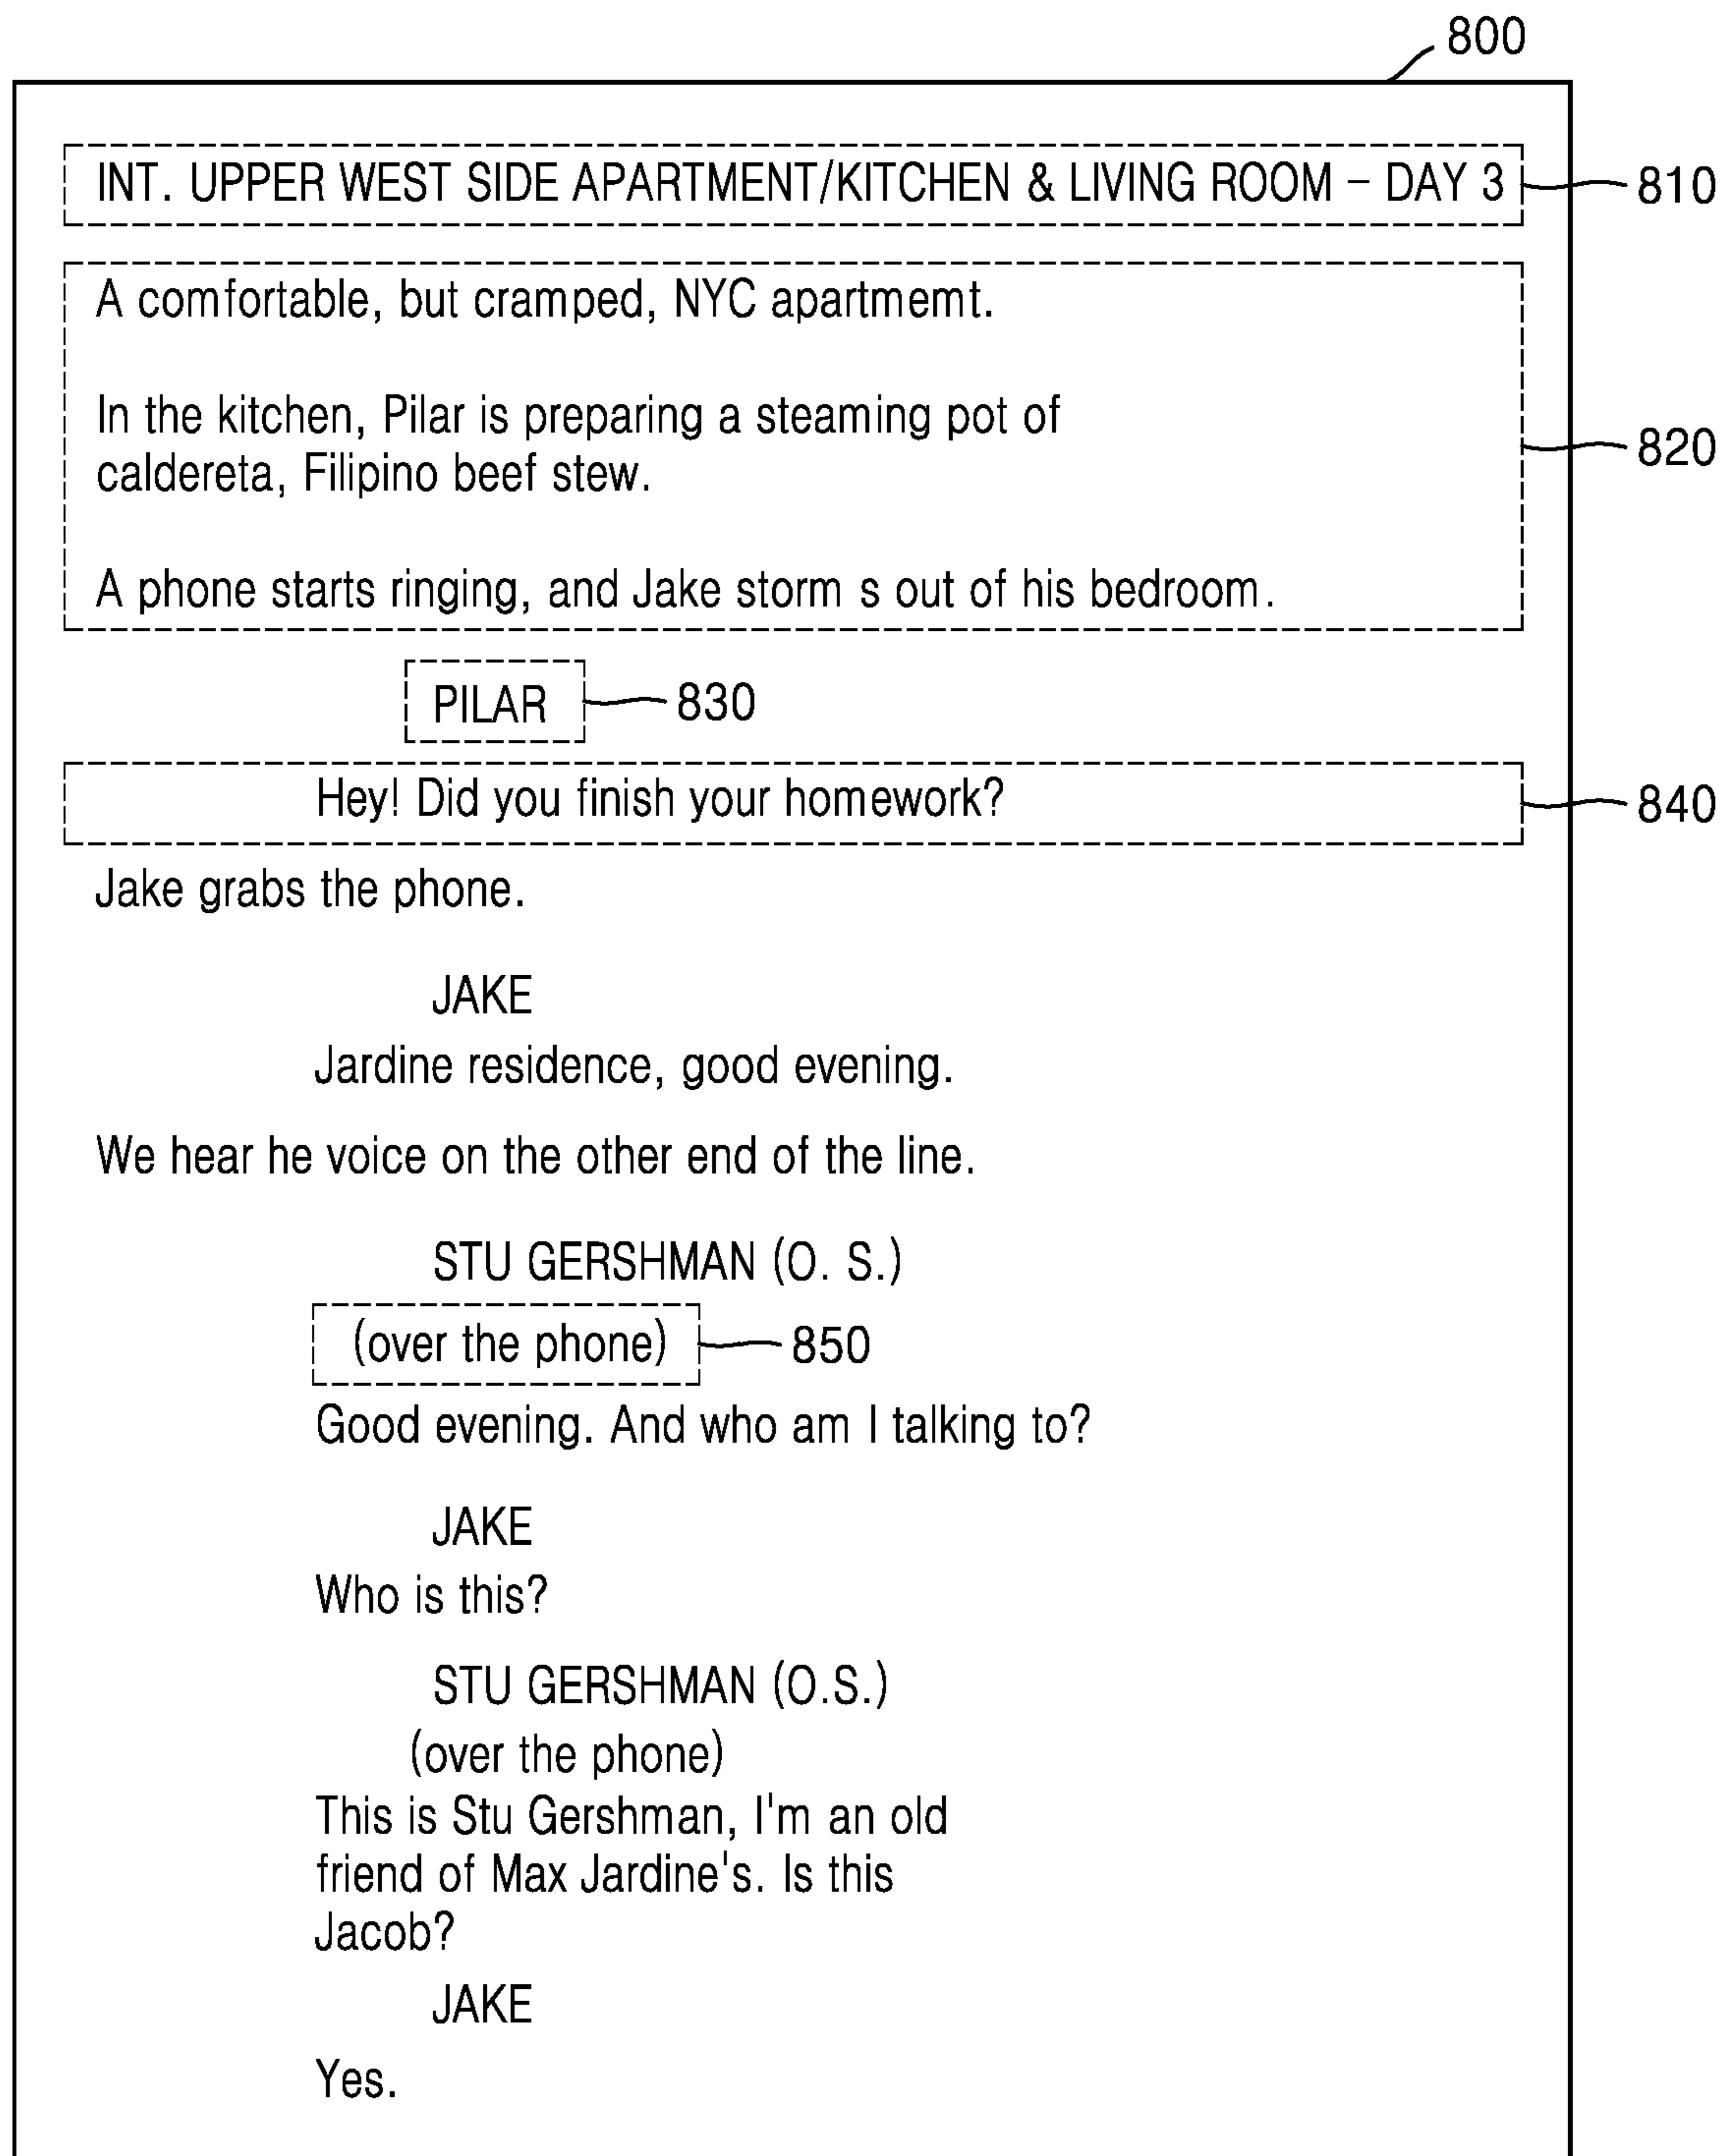 800
INT. UPPER WEST SIDE APARTMENT/KITCHEN & LIVING ROOM – DAY 3
810
A comfortable, but cramped, NYC apartmemt.
In the kitchen, Pilar is preparing a steaming pot of
820
caldereta, Filipino beef stew.
A phone starts ringing, and Jake storm s out of his bedroom.
PILAR
830
Hey! Did you finish your homework?
840
Jake grabs the phone.
JAKE
Jardine residence, good evening.
We hear he voice on the other end of the line.
STU GERSHMAN (O. S.)
(over the phone)
850
Good evening. And who am I talking to?
JAKE
Who is this?
STU GERSHMAN (O.S.)
(over the phone)
This is Stu Gershman, I'm an old
friend of Max Jardine's. Is this
Jacob?
JAKE
Yes.